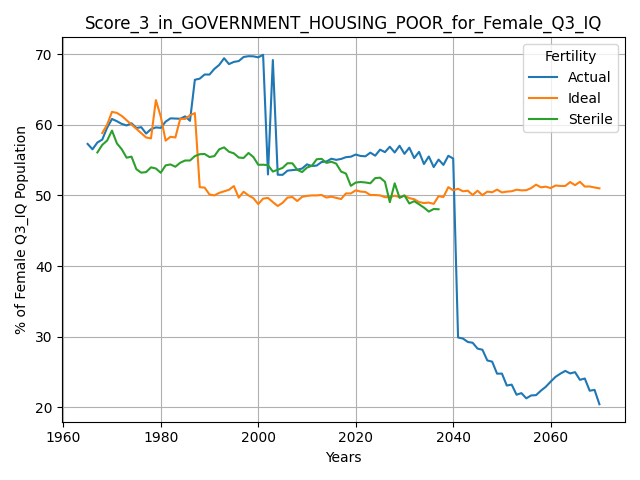 Score_3_in_GOVERNMENT_HOUSING_POOR_for_Female_Q3_IQ
Fertility
Actual
Ideal
Sterile
% of Female Q3_IQ Population
70
60
50
40
30
20
1960
1980
2000
2020
2040
2060
Years